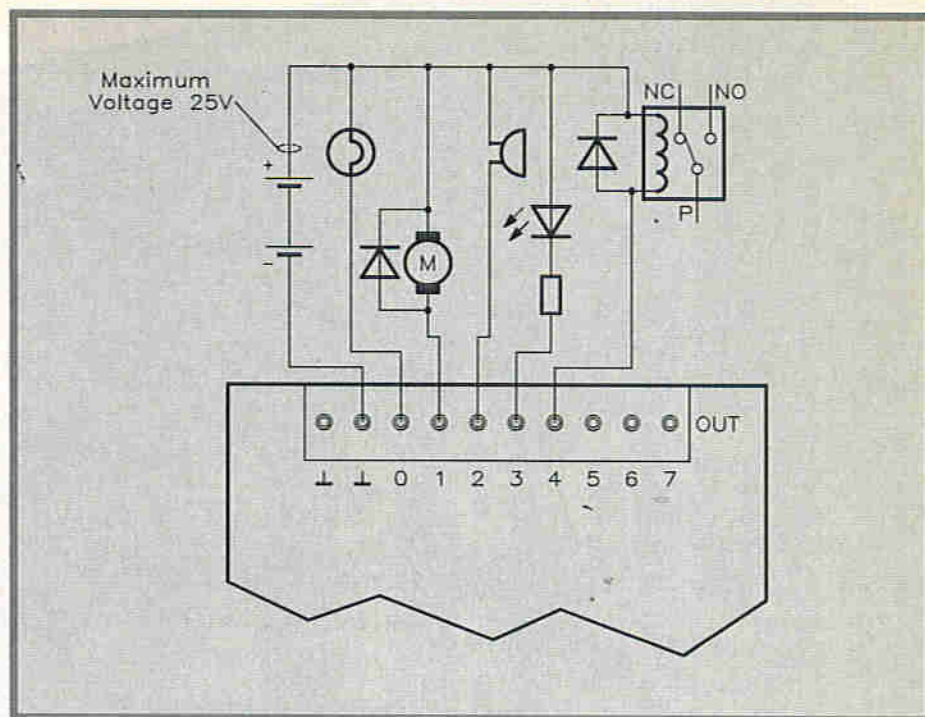 Maximum
Voltage 25V
+
-
NC NO
M
P
OUT
⊥ ⊥ 0 1 2 3 4 5 6 7